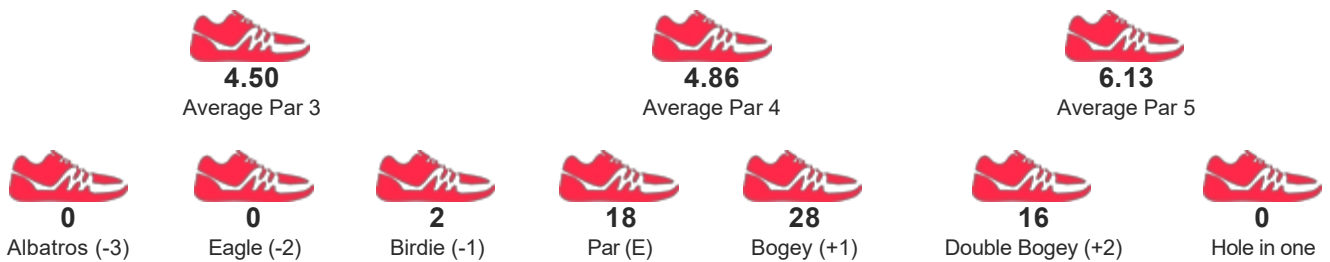 4.50 4.86 6.13
Average Par 3 Average Par 4 Average Par 5
0 0 2 18 28 16 0
Albatros (-3) Eagle (-2) Birdie (-1) Par (E) Bogey (+1) Double Bogey (+2) Hole in one